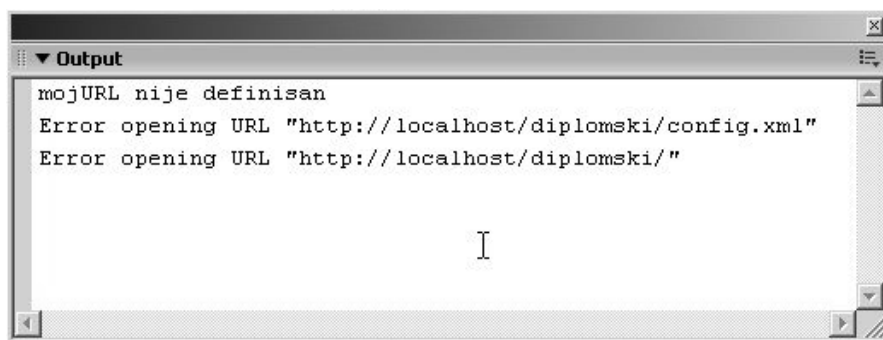 Output
mojURL nije definisan
Error opening URL "http://localhost/diplomski/config.xml"
Error opening URL "http://localhost/diplomski/"